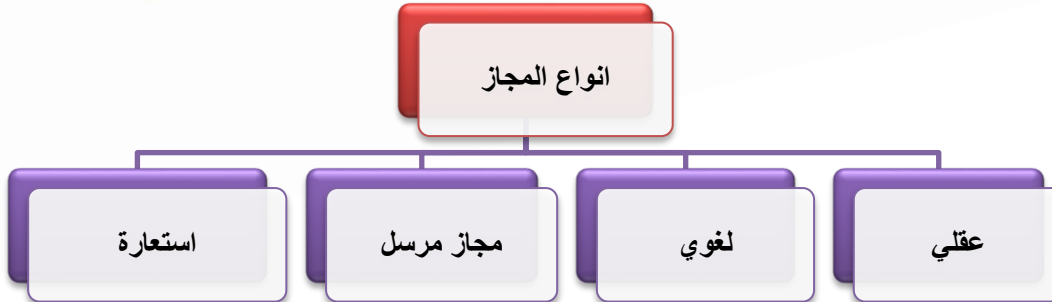 انواع المجاز
عقلي
لغوي
مجاز مرسل
استعارة